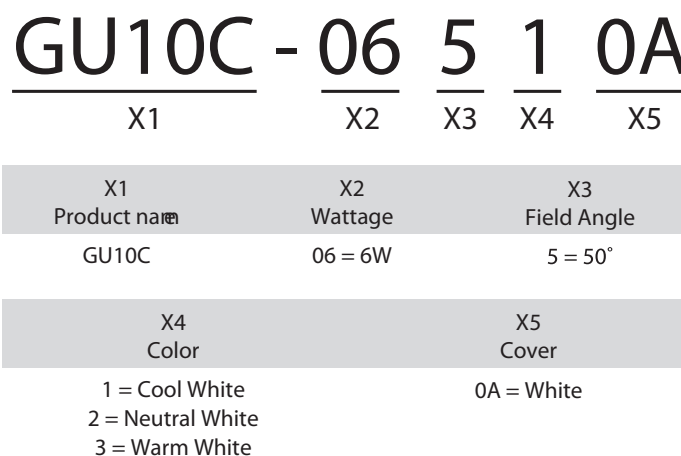 GU10C - 06 5 1 0A
X1 X2 X3 X4 X5
X1 X2 X3
Product name Wattage Field Angle
GU10C 06 = 6W 5 = 50°
X4 X5
Color Cover
1 = Cool White 0A = White
2 = Neutral White
3 = Warm White